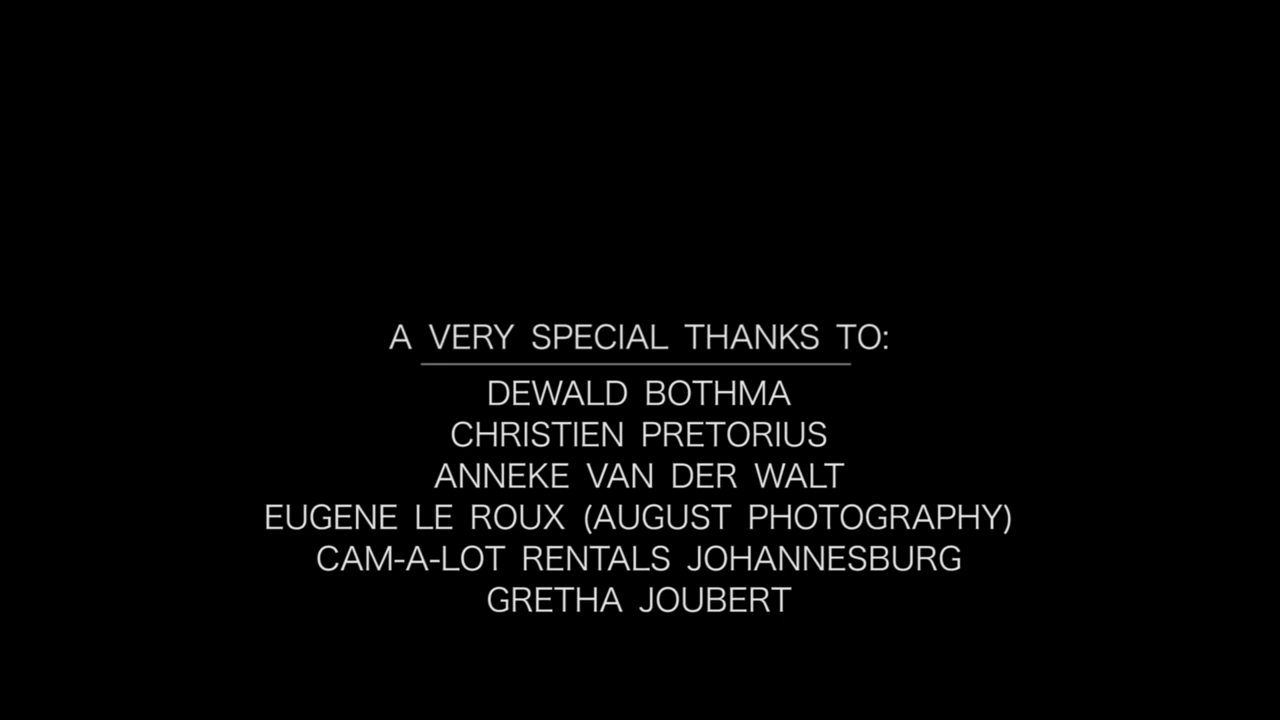 A VERY SPECIAL THANKS TO:
DEWALD BOTHMA
CHRISTIEN PRETORIUS
ANNEKE VAN DER WALT
EUGENE LE ROUX (AUGUST PHOTOGRAPHY)
CAM-A-LOT RENTALS JOHANNESBURG
GRETHA JOUBERT